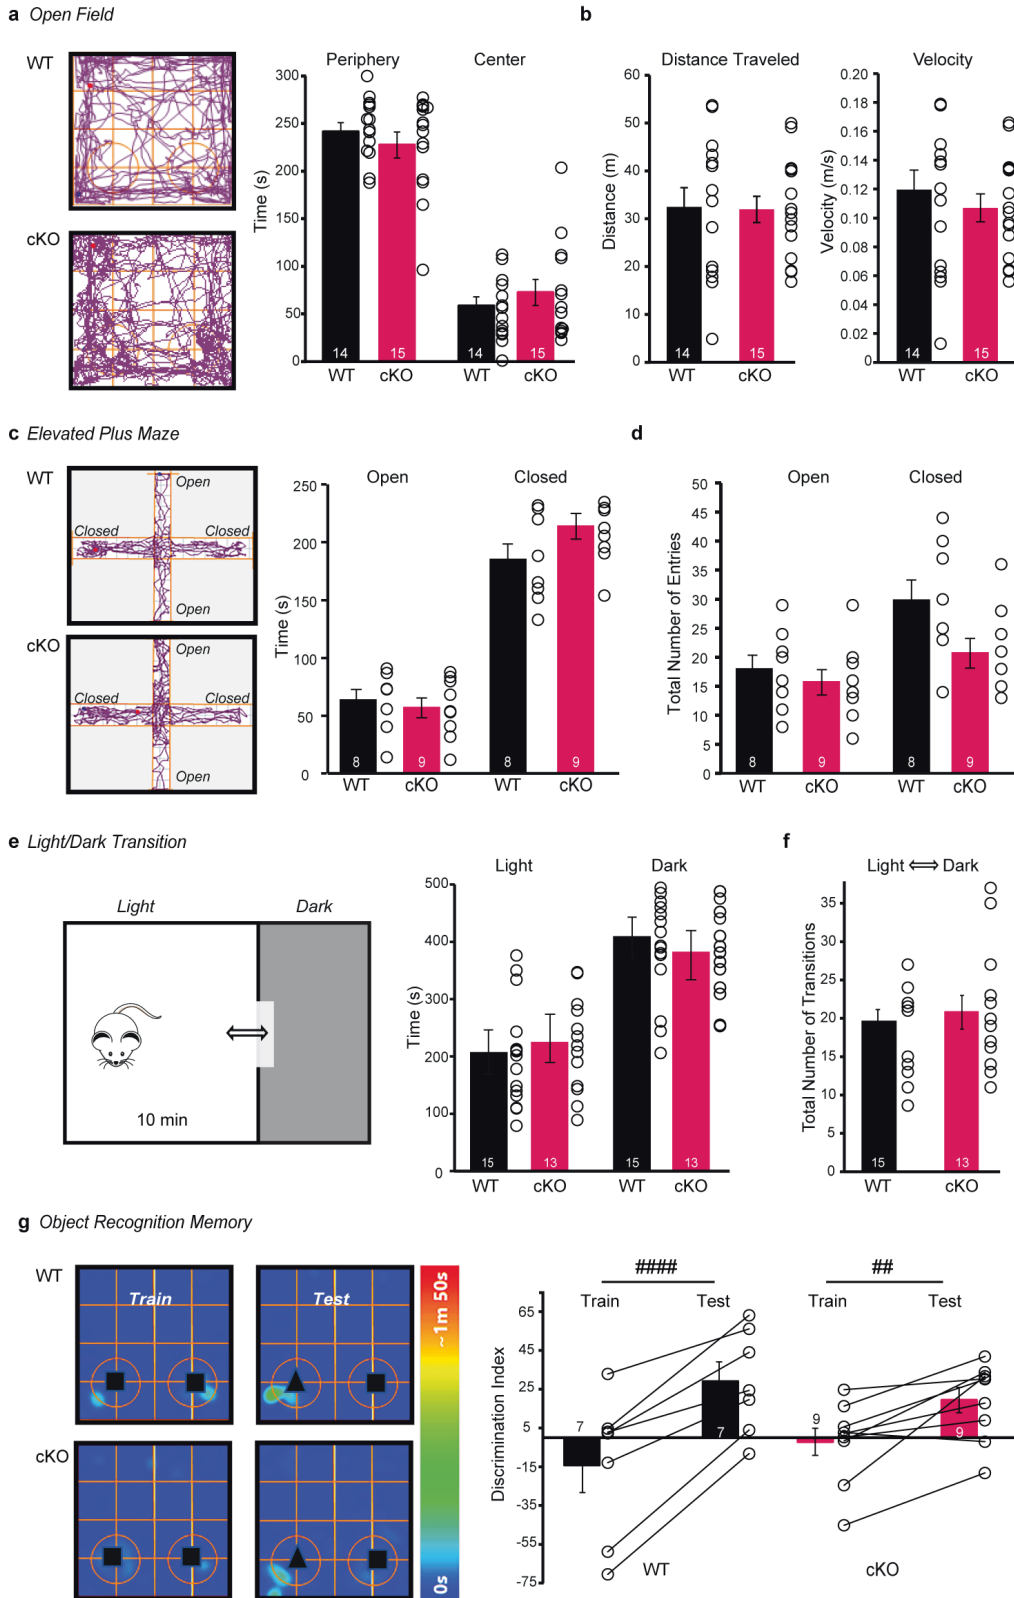 a Open Field
WT
cKO
Periphery Center
Time (s)
300
250
200
150
100
50
0
14 15 14 15
WT cKO WT cKO
b
Distance Traveled
Distance (m)
60
50
40
30
20
10
0
14 15
WT cKO
Velocity
Velocity (m/s)
0.20
0.18
0.16
0.14
0.12
0.10
0.08
0.06
0.04
0.02
0
14 15
WT cKO
c Elevated Plus Maze
WT
Open
Closed Closed
Open
cKO
Open
Closed Closed
Open
Open Closed
Time (s)
250
200
150
100
50
0
8 9 8 9
WT cKO WT cKO
d
Open Closed
Total Number of Entries
50
45
40
35
30
25
20
15
10
5
0
8 9 8 9
WT cKO WT cKO
e Light/Dark Transition
Light Dark
10 min
Light Dark
Time (s)
500
400
300
200
100
0
15 13 15 13
WT cKO WT cKO
f
Light ⟺ Dark
Total Number of Transitions
35
30
25
20
15
10
5
0
15 13
WT cKO
g Object Recognition Memory
WT
Train Test
cKO
~1m 50s
0s
#### ##
Train Test Train Test
Discrimination Index
65
45
25
5
-15
-35
-55
-75
7 7 9 9
WT cKO